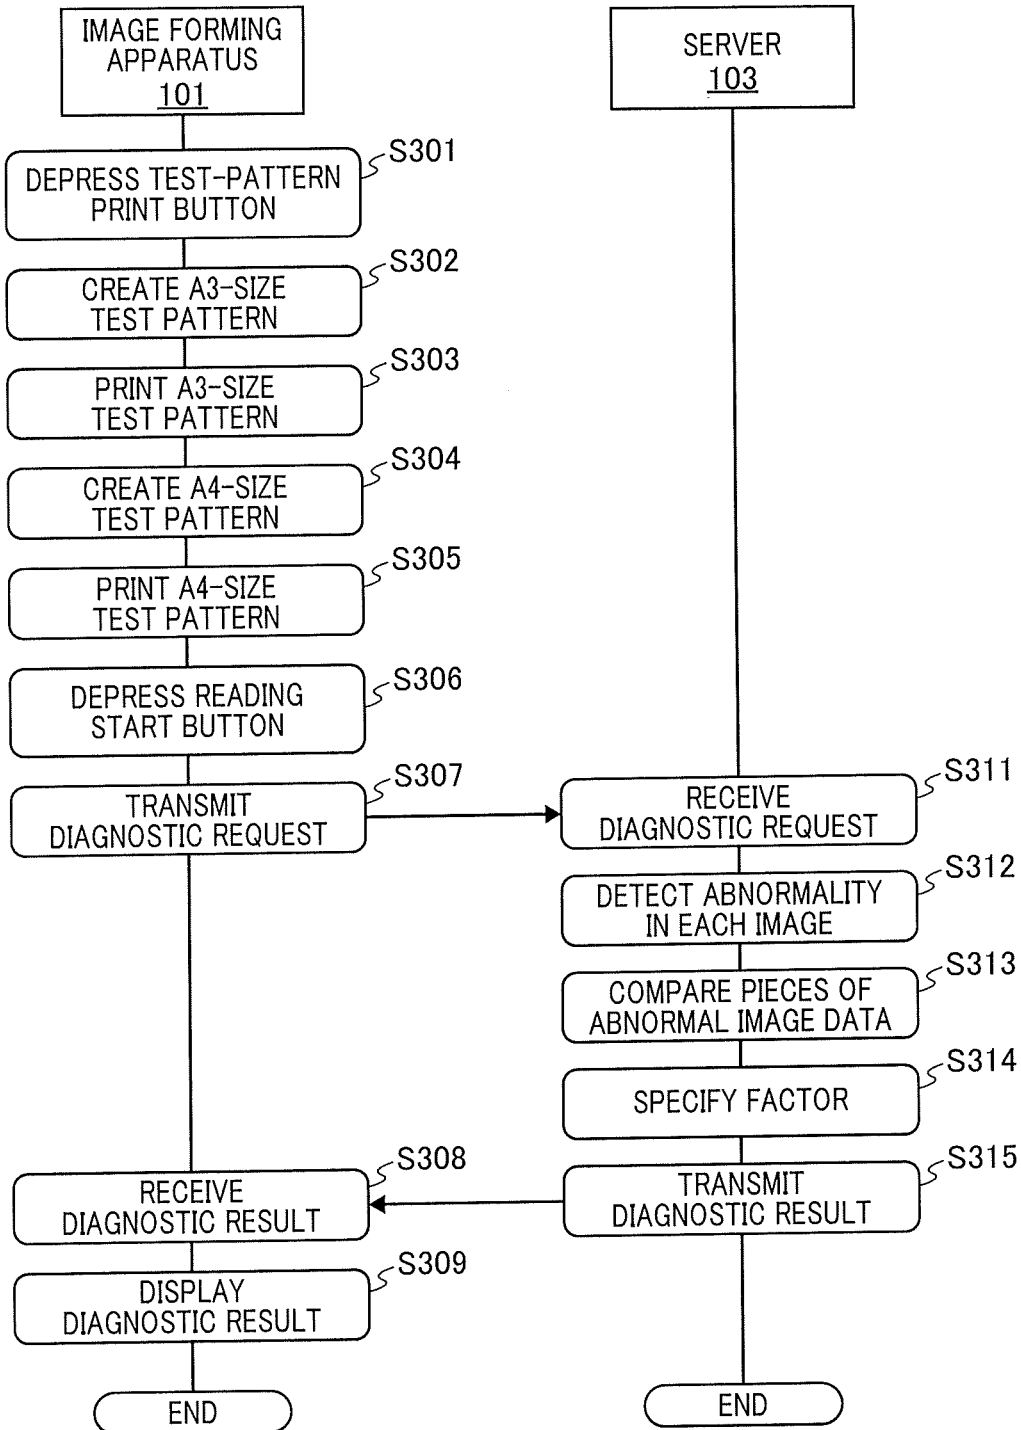 IMAGE FORMING
APPARATUS
101
SERVER
103
S301
DEPRESS TEST-PATTERN
PRINT BUTTON
S302
CREATE A3-SIZE
TEST PATTERN
S303
PRINT A3-SIZE
TEST PATTERN
S304
CREATE A4-SIZE
TEST PATTERN
S305
PRINT A4-SIZE
TEST PATTERN
S306
DEPRESS READING
START BUTTON
S307
TRANSMIT
DIAGNOSTIC REQUEST
S311
RECEIVE
DIAGNOSTIC REQUEST
S312
DETECT ABNORMALITY
IN EACH IMAGE
S313
COMPARE PIECES OF
ABNORMAL IMAGE DATA
S314
SPECIFY FACTOR
S315
TRANSMIT
DIAGNOSTIC RESULT
S308
RECEIVE
DIAGNOSTIC RESULT
S309
DISPLAY
DIAGNOSTIC RESULT
END
END